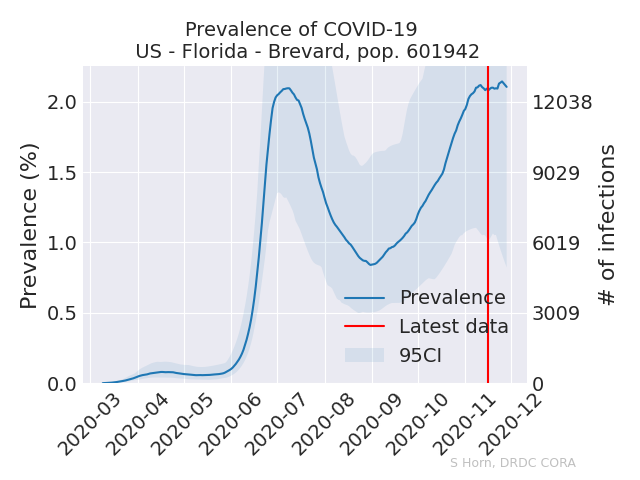 Prevalence of COVID-19
US - Florida - Brevard, pop. 601942
Prevalence (%)
2.0
1.5
1.0
0.5
0.0
12038
9029
6019
3009
0
# of infections
Prevalence
Latest data
95CI
2020-03
2020-04
2020-05
2020-06
2020-07
2020-08
2020-09
2020-10
2020-11
2020-12
S Horn, DRDC CORA